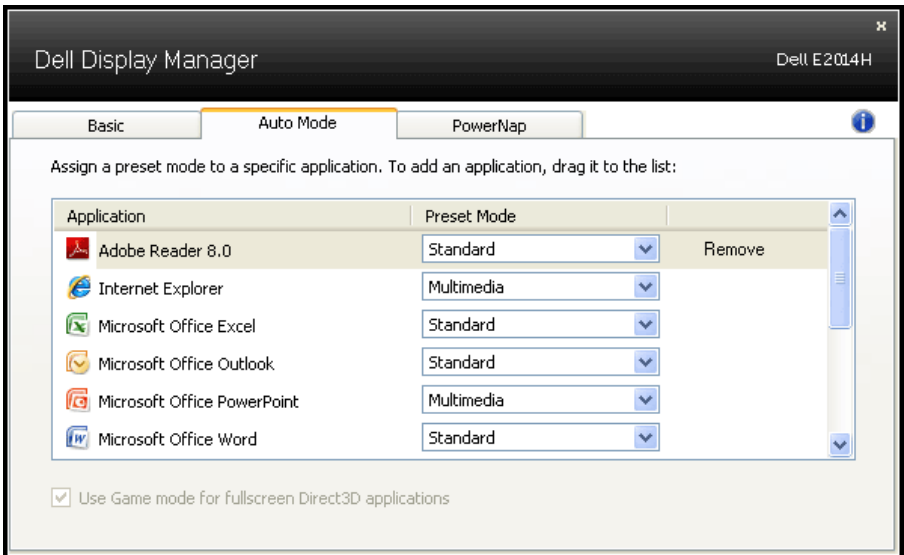 x
Dell Display Manager
Dell E2014H
Basic
Auto Mode
PowerNap
i
Assign a preset mode to a specific application. To add an application, drag it to the list:
Application
Preset Mode
Adobe Reader 8.0
Standard
Remove
Internet Explorer
Multimedia
Microsoft Office Excel
Standard
Microsoft Office Outlook
Standard
Microsoft Office PowerPoint
Multimedia
Microsoft Office Word
Standard
Use Game mode for fullscreen Direct3D applications